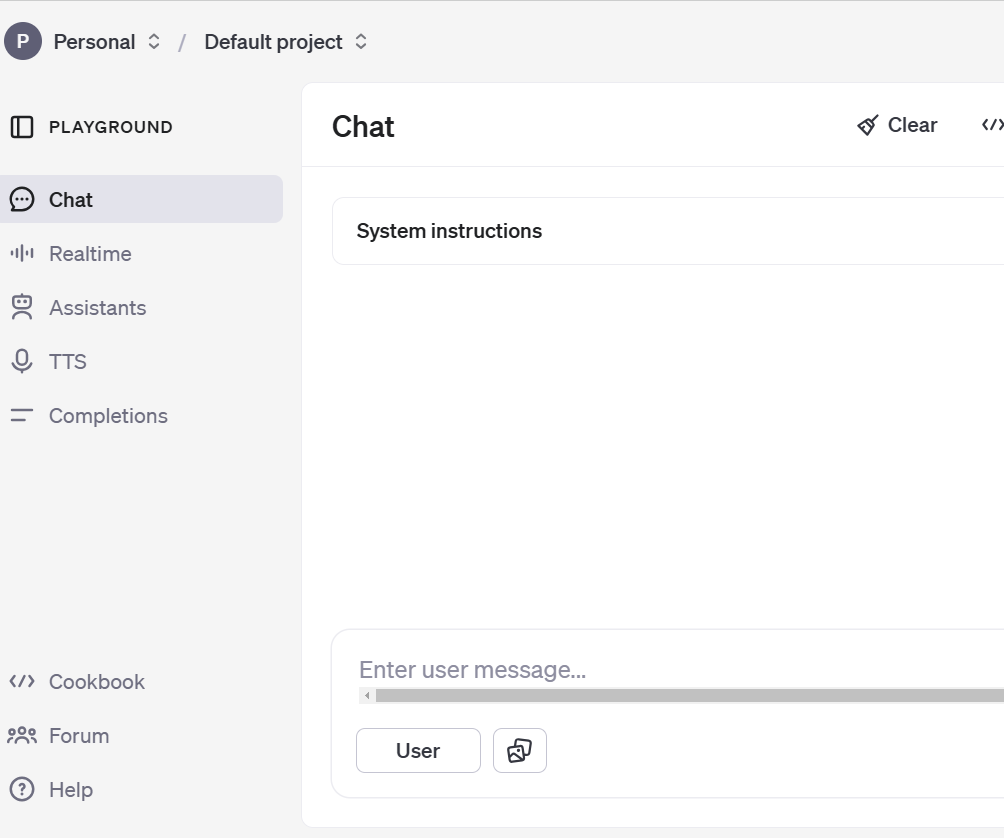 P Personal / Default project
PLAYGROUND
Chat
Realtime
Assistants
TTS
Completions
Cookbook
Forum
Help
Chat
Clear
System instructions
Enter user message...
User